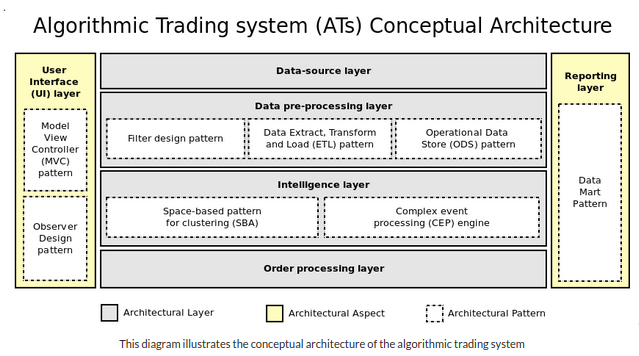 Algorithmic Trading system (ATs) Conceptual Architecture
User
Interface
(UI) layer
Model
View
Controller
(MVC)
pattern
Observer
Design
pattern
Data-source layer
Data pre-processing layer
Filter design pattern
Data Extract, Transform
and Load (ETL) pattern
Operational Data
Store (ODS) pattern
Intelligence layer
Space-based pattern
for clustering (SBA)
Complex event
processing (CEP) engine
Order processing layer
Reporting
layer
Data
Mart
Pattern
Architectural Layer
Architectural Aspect
Architectural Pattern
This diagram illustrates the conceptual architecture of the algorithmic trading system